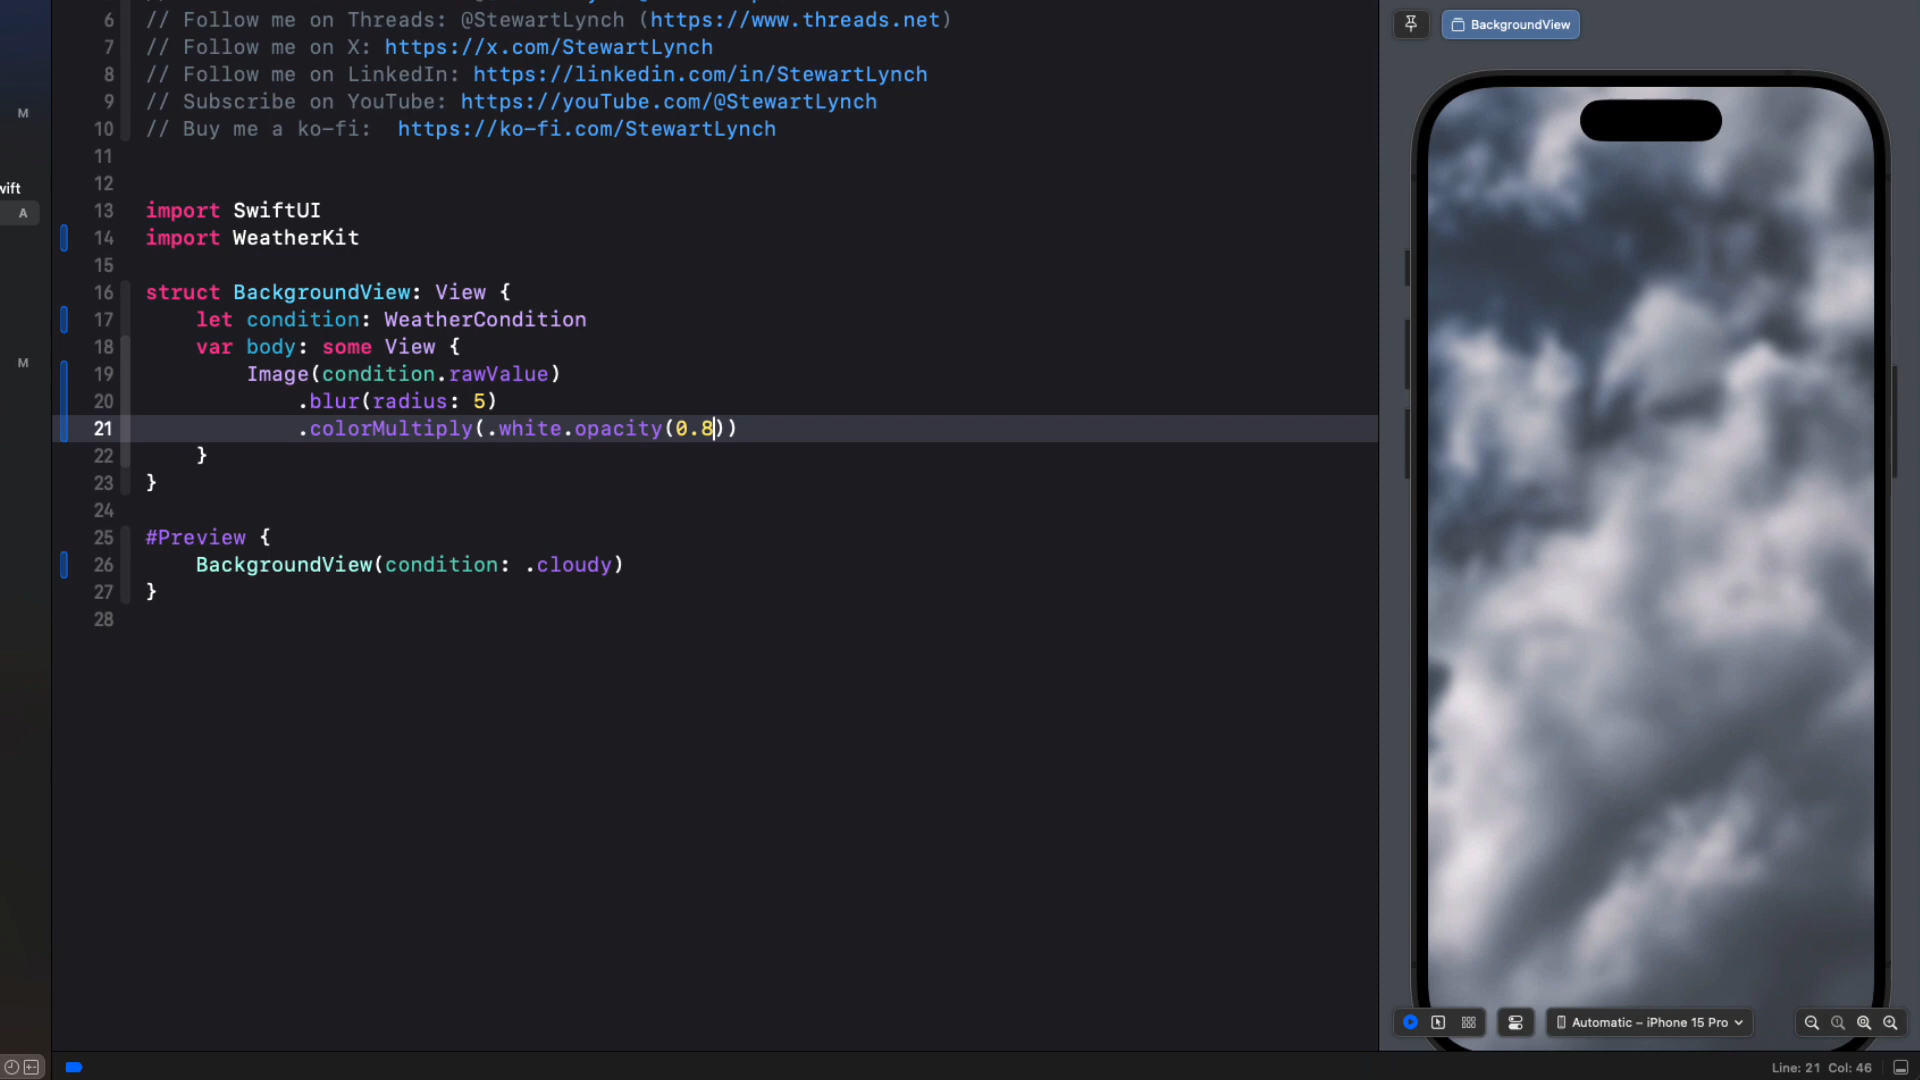 6 // Follow me on Threads: @StewartLynch (https://www.threads.net)
7 // Follow me on X: https://x.com/StewartLynch
8 // Follow me on LinkedIn: https://linkedin.com/in/StewartLynch
9 // Subscribe on YouTube: https://youTube.com/@StewartLynch
10 // Buy me a ko-fi:  https://ko-fi.com/StewartLynch
11
12
13 import SwiftUI
14 import WeatherKit
15
16 struct BackgroundView: View {
17     let condition: WeatherCondition
18     var body: some View {
19         Image(condition.rawValue)
20             .blur(radius: 5)
21             .colorMultiply(.white.opacity(0.8))
22     }
23 }
24
25 #Preview {
26     BackgroundView(condition: .cloudy)
27 }
28
M
wift
A
M
BackgroundView
Automatic – iPhone 15 Pro
Line: 21 Col: 46